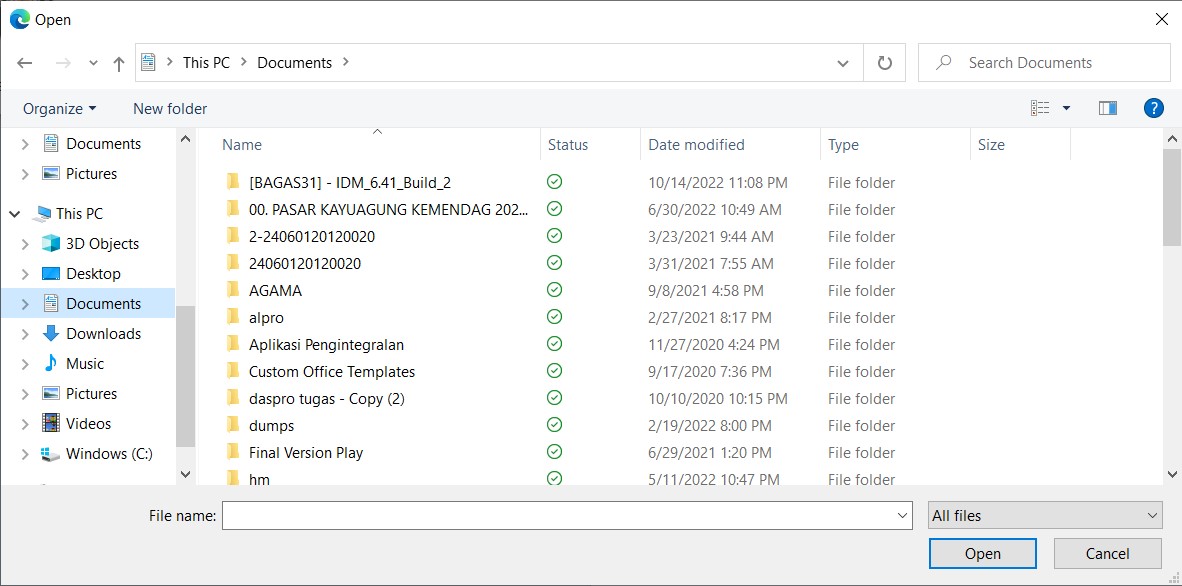 Open
This PC > Documents >
Search Documents
Organize
New folder
?
Documents
Pictures
This PC
3D Objects
Desktop
Documents
Downloads
Music
Pictures
Videos
Windows (C:)
Name Status Date modified Type Size
[BAGAS31] - IDM_6.41_Build_2 10/14/2022 11:08 PM File folder
00. PASAR KAYUAGUNG KEMENDAG 202... 6/30/2022 10:49 AM File folder
2-24060120120020 3/23/2021 9:44 AM File folder
24060120120020 3/31/2021 7:55 AM File folder
AGAMA 9/8/2021 4:58 PM File folder
alpro 2/27/2021 8:17 PM File folder
Aplikasi Pengintegralan 11/27/2020 4:24 PM File folder
Custom Office Templates 9/17/2020 7:36 PM File folder
daspro tugas - Copy (2) 10/10/2020 10:15 PM File folder
dumps 2/19/2022 8:00 PM File folder
Final Version Play 6/29/2021 1:20 PM File folder
hm 5/11/2022 10:47 PM File folder
File name:
All files
Open
Cancel